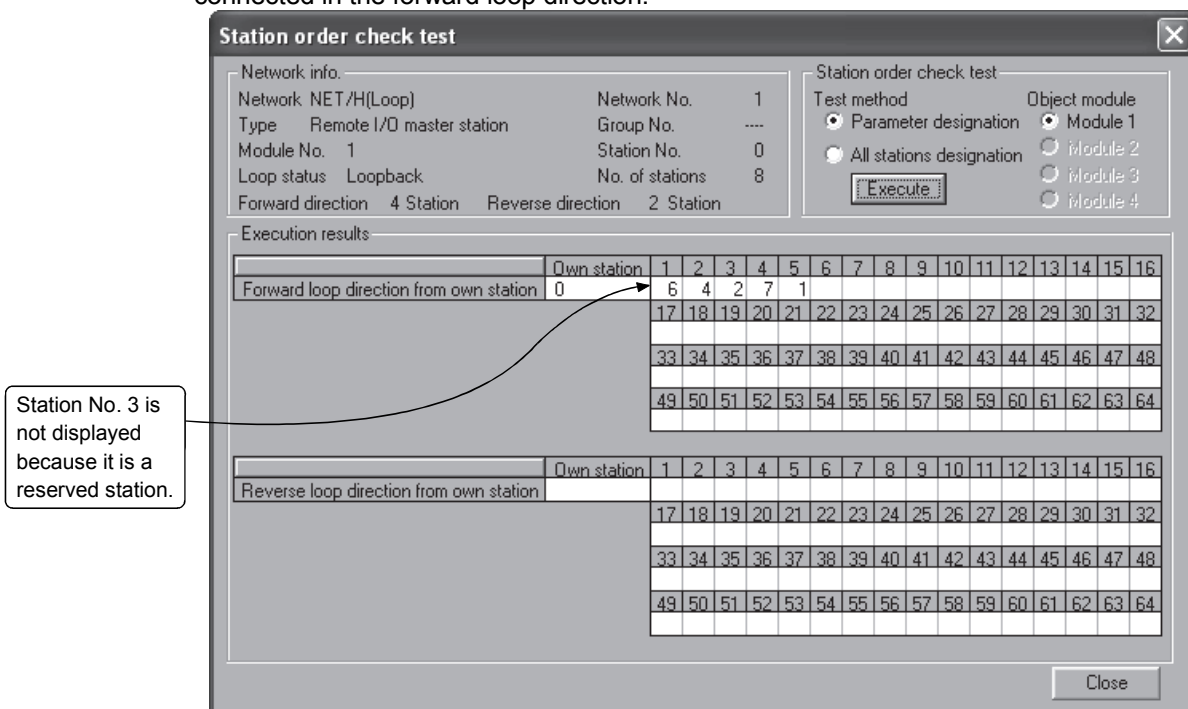 connected in the forward loop direction.
Station order check test
Network info.
Network NET/H(Loop) Network No. 1
Type Remote I/O master station Group No. ----
Module No. 1 Station No. 0
Loop status Loopback No. of stations 8
Forward direction 4 Station Reverse direction 2 Station
Station order check test
Test method Object module
Parameter designation Module 1
All stations designation Module 2
Execute Module 3
Module 4
Execution results
Own station 1 2 3 4 5 6 7 8 9 10 11 12 13 14 15 16
Forward loop direction from own station 0 6 4 2 7 1
17 18 19 20 21 22 23 24 25 26 27 28 29 30 31 32
33 34 35 36 37 38 39 40 41 42 43 44 45 46 47 48
49 50 51 52 53 54 55 56 57 58 59 60 61 62 63 64
Station No. 3 is
not displayed
because it is a
reserved station.
Own station 1 2 3 4 5 6 7 8 9 10 11 12 13 14 15 16
Reverse loop direction from own station
17 18 19 20 21 22 23 24 25 26 27 28 29 30 31 32
33 34 35 36 37 38 39 40 41 42 43 44 45 46 47 48
49 50 51 52 53 54 55 56 57 58 59 60 61 62 63 64
Close